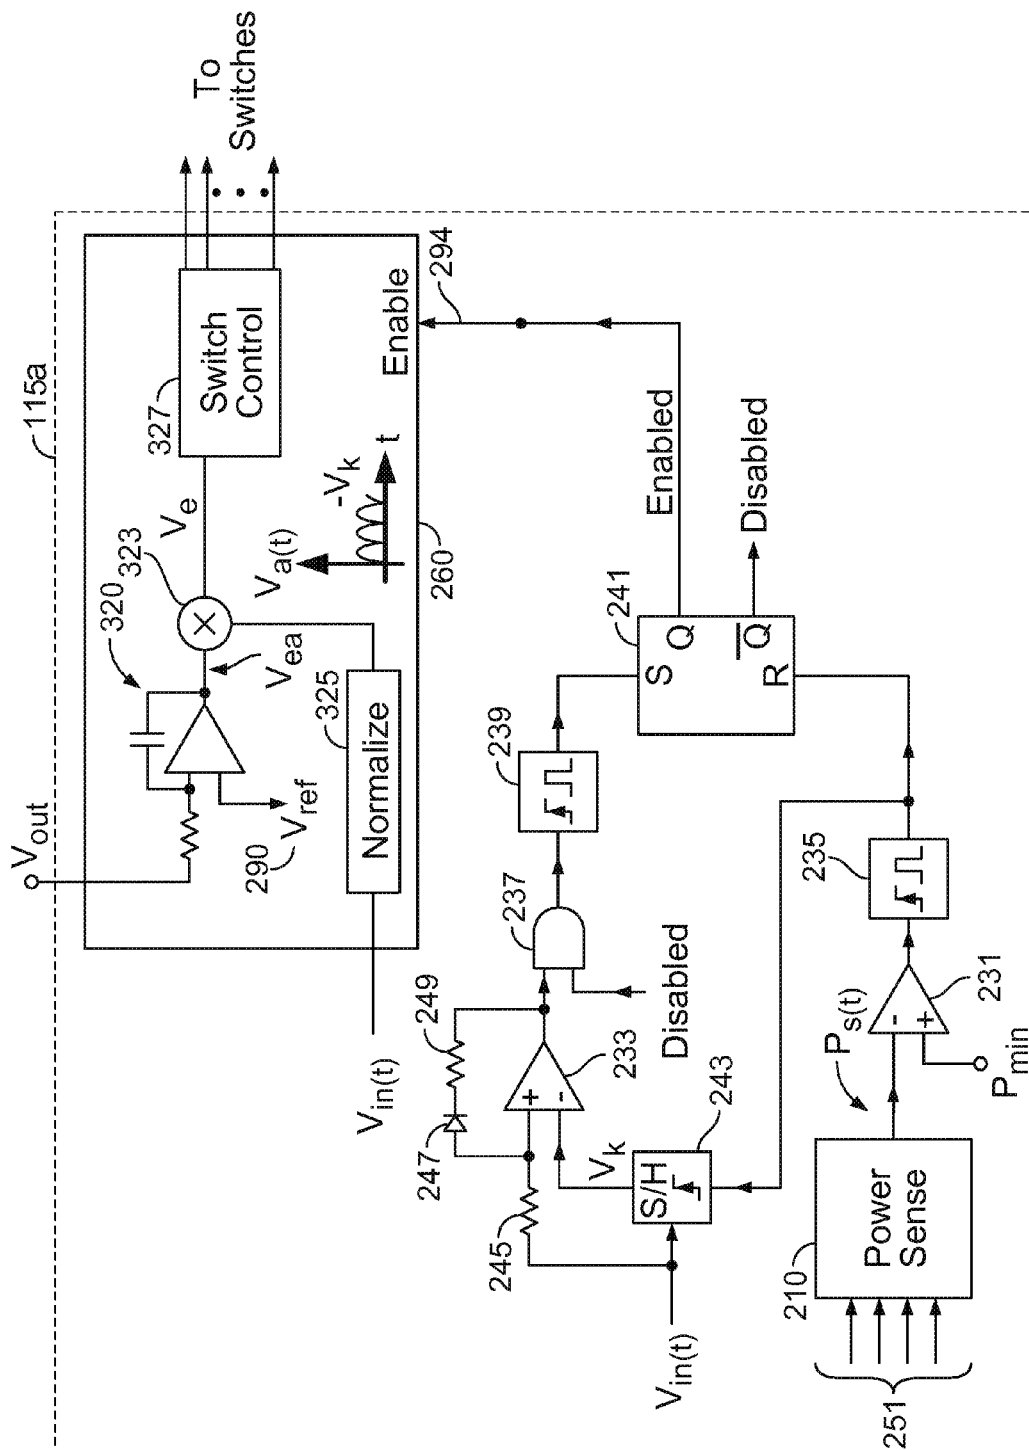 115a
V_out
To
Switches
320
323
V_e
327
Switch
Control
V_ea
V_ref
290
325
Normalize
V_a(t)
-V_k
t
Enable
260
294
V_in(t)
249
247
245
+
-
233
237
Disabled
239
S
Q
Q̅
R
241
Enabled
Disabled
V_k
S/H
243
V_in(t)
210
Power
Sense
251
P_s(t)
-
+
231
P_min
235